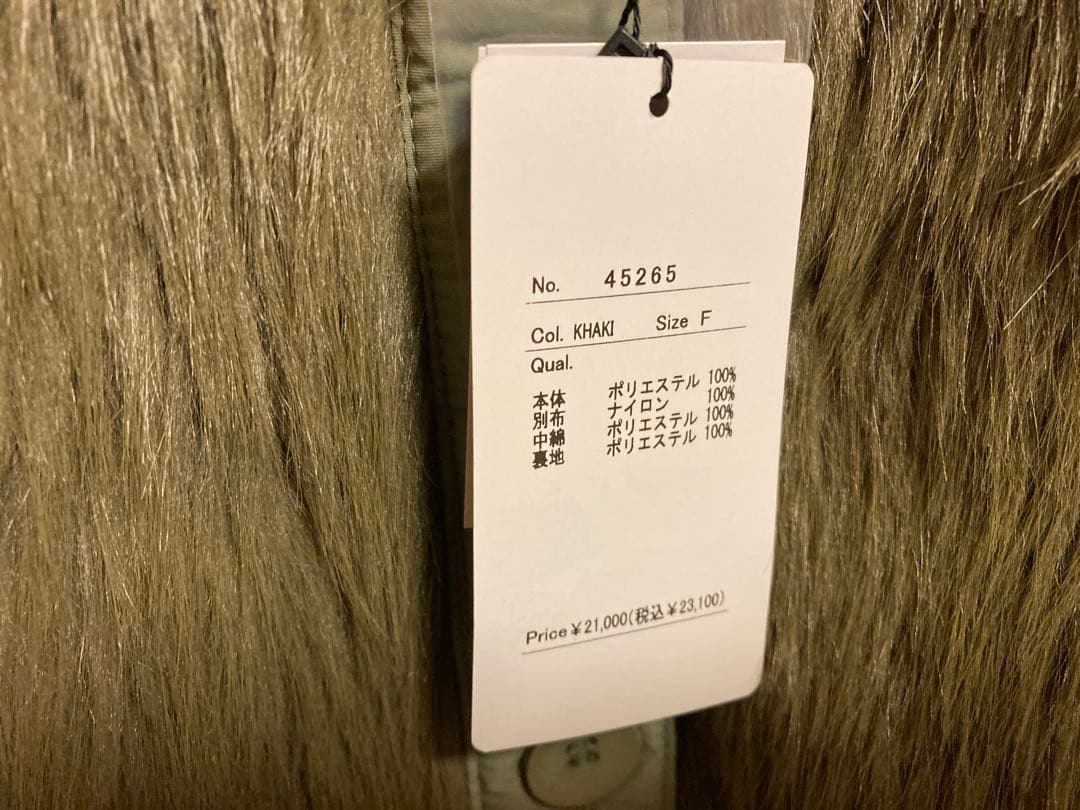 No. 45265
Col. KHAKI Size F
Qual.
本体 ポリエステル 100%
別布 ナイロン 100%
中綿 ポリエステル 100%
裏地 ポリエステル 100%
Price ¥21,000(税込¥23,100)